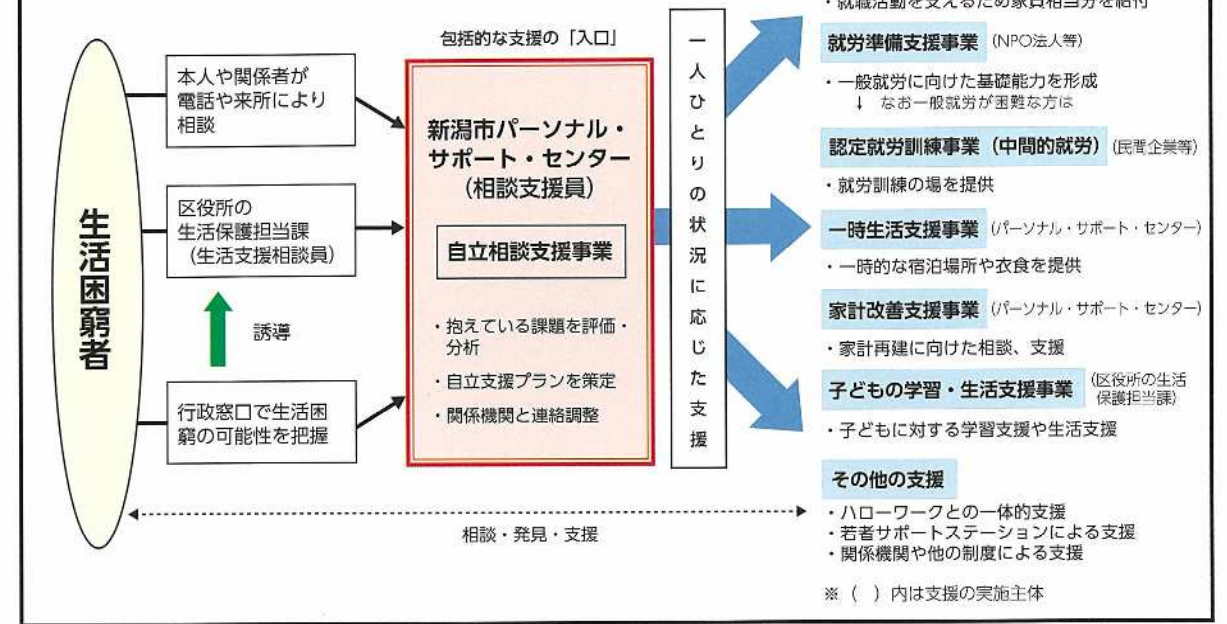 ・就職活動を支えるため家賃相当分を給付
包括的な支援の「入口」
生活困窮者
本人や関係者が
電話や来所により
相談
区役所の
生活保護担当課
（生活支援相談員）
誘導
行政窓口で生活困
窮の可能性を把握
新潟市パーソナル・
サポート・センター
（相談支援員）
自立相談支援事業
・抱えている課題を評価・
分析
・自立支援プランを策定
・関係機関と連絡調整
一人ひとりの状況に応じた支援
就労準備支援事業 （NPO法人等）
・一般就労に向けた基礎能力を形成
↓ なお一般就労が困難な方は
認定就労訓練事業（中間的就労） （民間企業等）
・就労訓練の場を提供
一時生活支援事業 （パーソナル・サポート・センター）
・一時的な宿泊場所や衣食を提供
家計改善支援事業 （パーソナル・サポート・センター）
・家計再建に向けた相談、支援
子どもの学習・生活支援事業 （区役所の生活
保護担当課）
・子どもに対する学習支援や生活支援
その他の支援
・ハローワークとの一体的支援
・若者サポートステーションによる支援
・関係機関や他の制度による支援
相談・発見・支援
※（ ）内は支援の実施主体